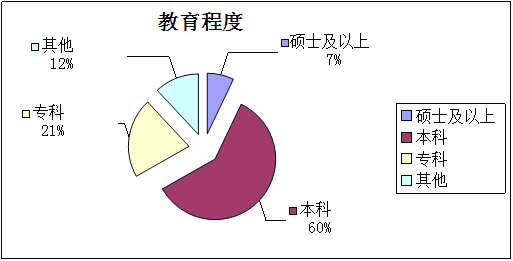 教育程度
其他
12%
硕士及以上
7%
专科
21%
本科
60%
硕士及以上
本科
专科
其他